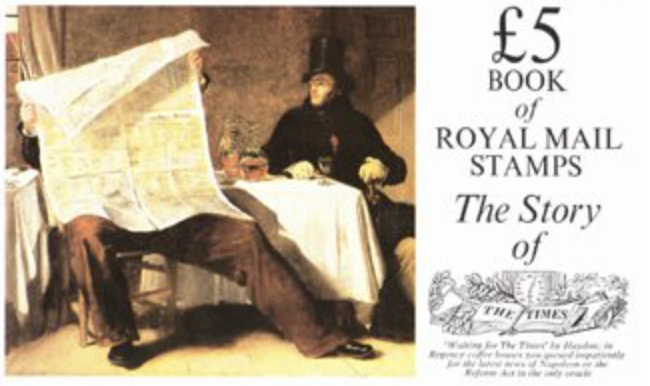 £5
BOOK
of
ROYAL MAIL
STAMPS
The Story
of
THE TIMES
'Waiting for The Times' by Haydon: in
Regency coffee houses you queued impatiently
for the latest news of Napoleon or the
Reform Act in the only